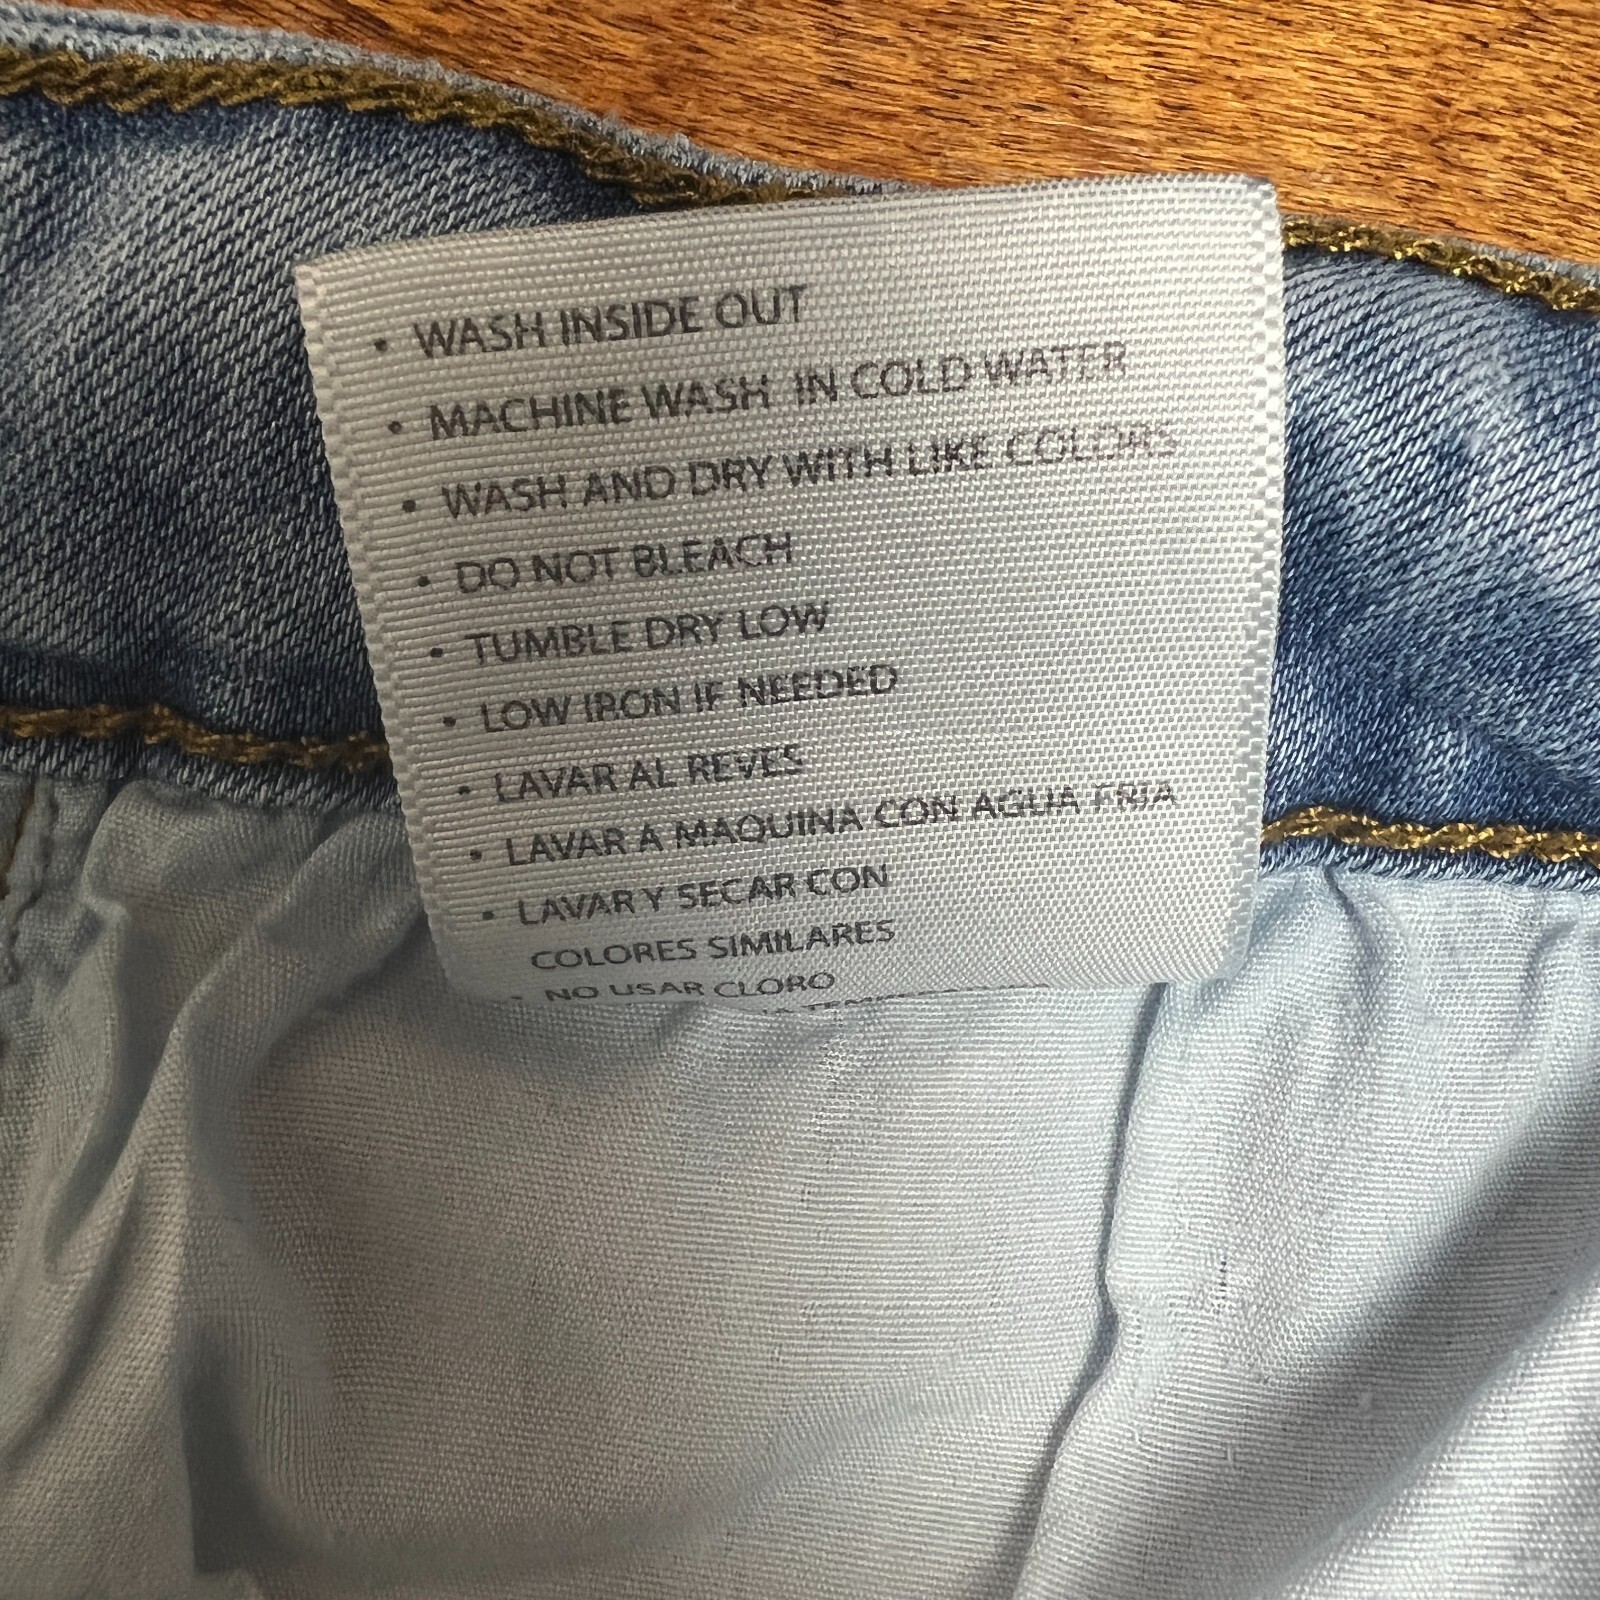 • WASH INSIDE OUT
• MACHINE WASH IN COLD WATER
• WASH AND DRY WITH LIKE COLORS
• DO NOT BLEACH
• TUMBLE DRY LOW
• LOW IRON IF NEEDED
• LAVAR AL REVES
• LAVAR A MAQUINA CON AGUA FRIA
• LAVAR Y SECAR CON
COLORES SIMILARES
• NO USAR CLORO